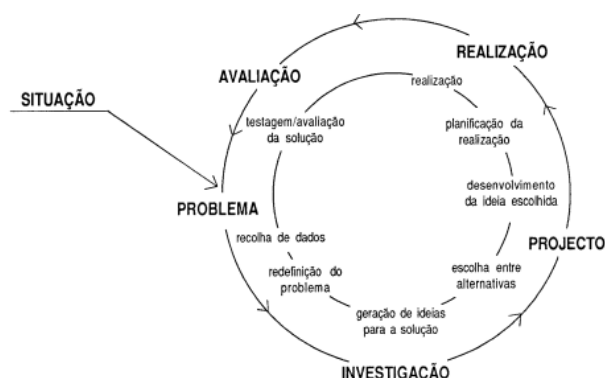 REALIZAÇÃO
AVALIAÇÃO
realização
SITUAÇÃO
testagem/avaliação
da solução
planificação da
realização
desenvolvimento
da ideia escolhida
PROBLEMA
recolha de dados
PROJECTO
redefinição do
problema
escolha entre
alternativas
geração de ideias
para a solução
INVESTIGAÇÃO